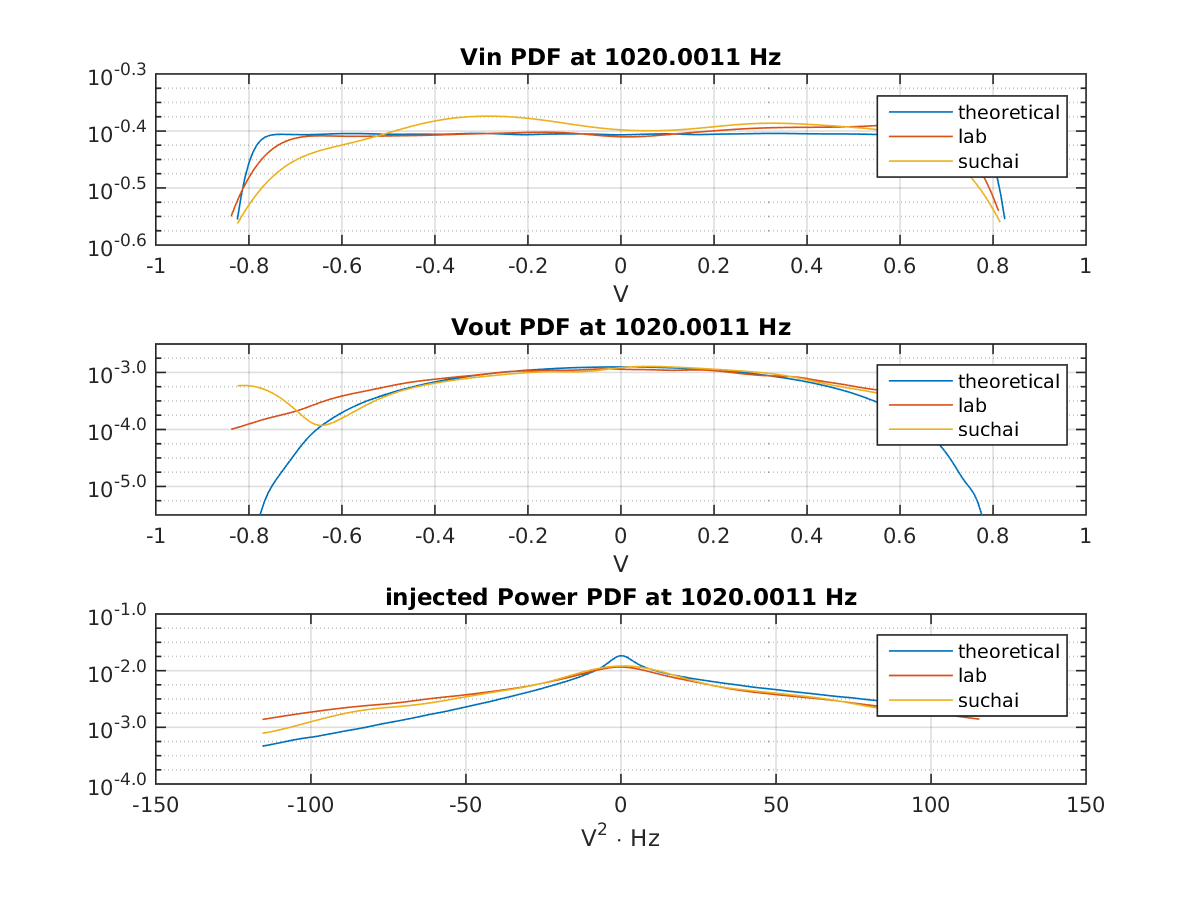 Vin PDF at 1020.0011 Hz
10^-0.3
10^-0.4
10^-0.5
10^-0.6
theoretical
lab
suchai
-1 -0.8 -0.6 -0.4 -0.2 0 0.2 0.4 0.6 0.8 1
V
Vout PDF at 1020.0011 Hz
10^-3.0
10^-4.0
10^-5.0
theoretical
lab
suchai
-1 -0.8 -0.6 -0.4 -0.2 0 0.2 0.4 0.6 0.8 1
V
injected Power PDF at 1020.0011 Hz
10^-1.0
10^-2.0
10^-3.0
10^-4.0
theoretical
lab
suchai
-150 -100 -50 0 50 100 150
V^2 · Hz